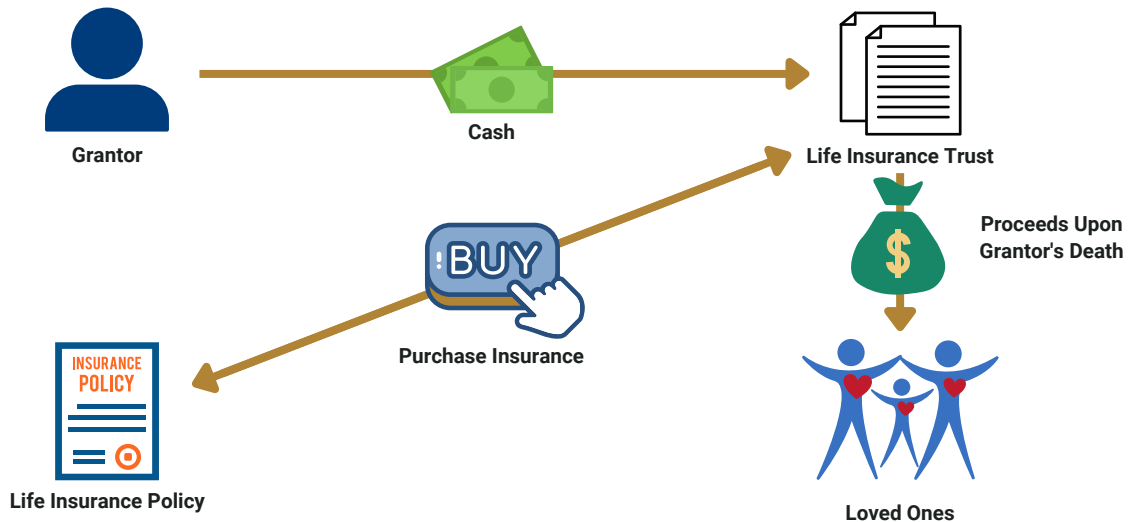 Grantor
Cash
Life Insurance Trust
$
Proceeds Upon
Grantor's Death
! BUY
Purchase Insurance
INSURANCE
POLICY
Life Insurance Policy
Loved Ones